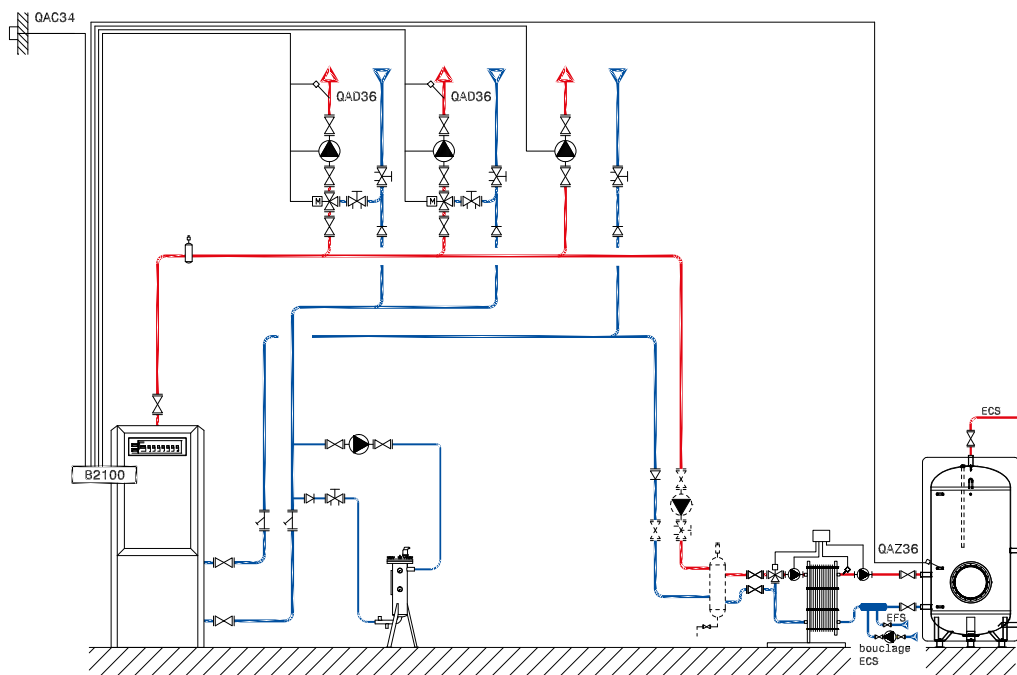 QAC34
QAD36
QAD36
M
M
ECS
B2100
QAZ36
EFS
bouclage
ECS